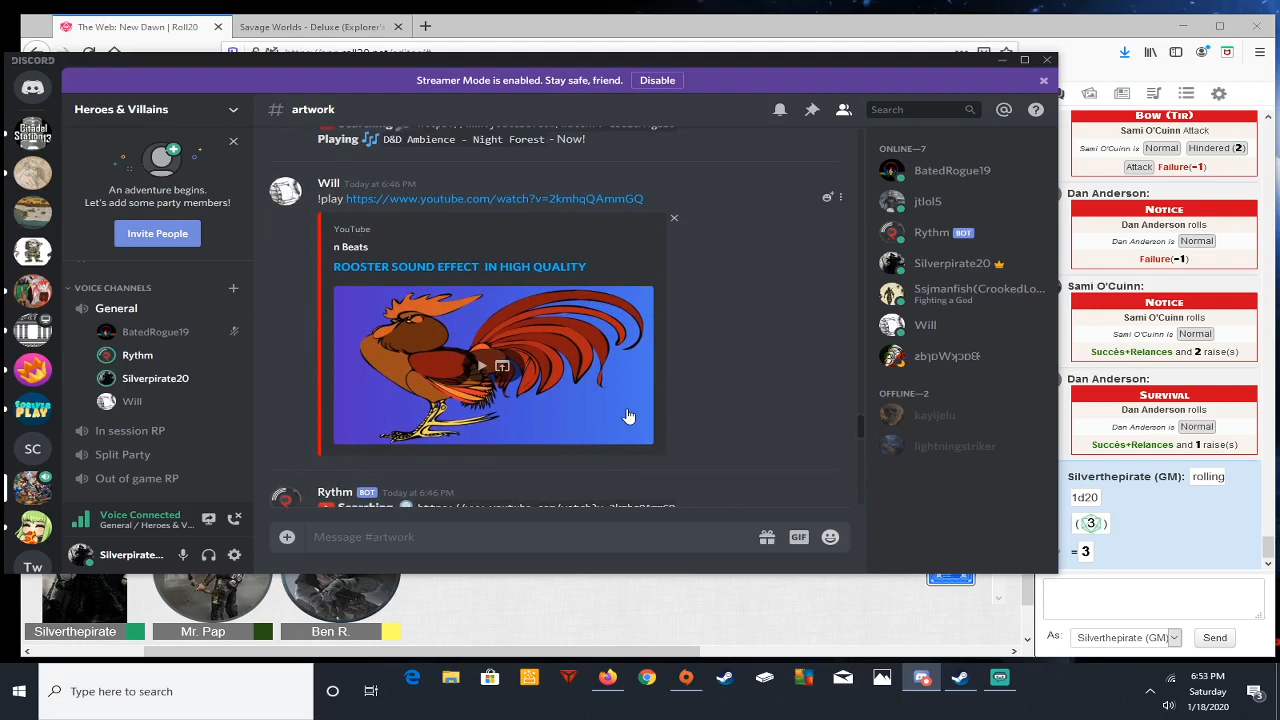 The Web: New Dawn | Roll20
Savage Worlds - Deluxe (Explorer's
DISCORD
Streamer Mode is enabled. Stay safe, friend.
Disable
Heroes & Villains
# artwork
Search
An adventure begins.
Let's add some party members!
Invite People
VOICE CHANNELS
General
BatedRogue19
Rythm
Silverpirate20
Will
In session RP
Split Party
Out of game RP
SC
Tw
Voice Connected
General / Heroes & V...
Silverpirate...
Playing D&D Ambience - Night Forest - Now!
Will Today at 6:46 PM
!play https://www.youtube.com/watch?v=2kmhqQAmmGQ
YouTube
n Beats
ROOSTER SOUND EFFECT IN HIGH QUALITY
Rythm BOT Today at 6:46 PM
Message #artwork
GIF
ONLINE—7
BatedRogue19
jtlol5
Rythm BOT
Silverpirate20
Ssjmanfish(CrookedLo...
Fighting a God
Will
OFFLINE—2
kayijelu
lightningstriker
BOW (TIR)
Sami O'Cuinn Attack
Sami O'Cuinn is Normal Hindered (2)
Attack Failure(-1)
Dan Anderson:
NOTICE
Dan Anderson rolls
Dan Anderson is Normal
Failure(-1)
Sami O'Cuinn:
NOTICE
Sami O'Cuinn rolls
Sami O'Cuinn is Normal
Succès+Relances and 2 raise(s)
Dan Anderson:
SURVIVAL
Dan Anderson rolls
Dan Anderson is Normal
Succès+Relances and 1 raise(s)
Silverthepirate (GM): rolling
1d20
( 3 )
= 3
As: Silverthepirate (GM)
Send
Silverthepirate
Mr. Pap
Ben R.
Type here to search
6:53 PM
Saturday
1/18/2020
3